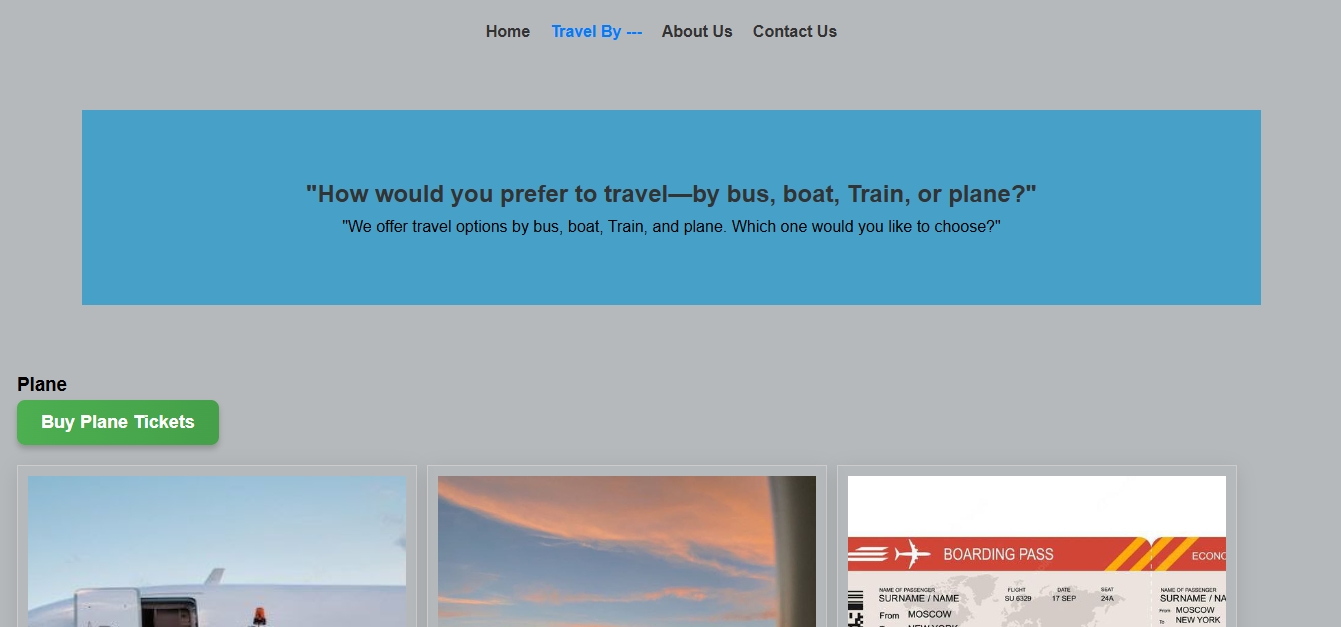 Home Travel By --- About Us Contact Us
"How would you prefer to travel—by bus, boat, Train, or plane?"
"We offer travel options by bus, boat, Train, and plane. Which one would you like to choose?"
Plane
Buy Plane Tickets
BOARDING PASS ECONO
NAME OF PASSENGER FLIGHT DATE SEAT NAME OF PASSENGER
SURNAME / NAME SU 6329 17 SEP 24A SURNAME / NA
From MOSCOW From MOSCOW
To NEW YORK To NEW YORK